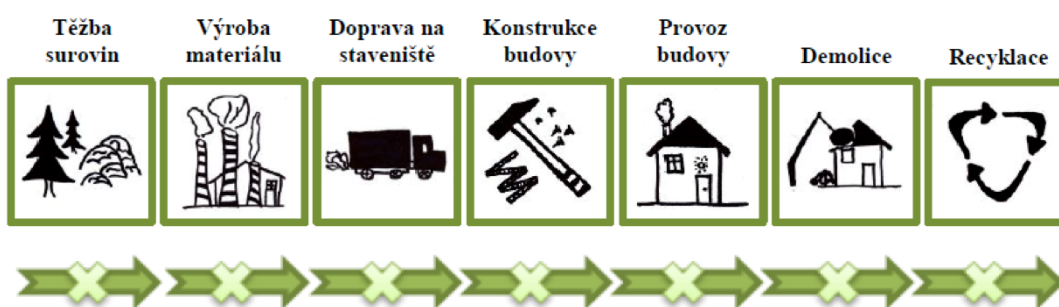 Těžba
surovin
Výroba
materiálu
Doprava na
staveniště
Konstrukce
budovy
Provoz
budovy
Demolice
Recyklace